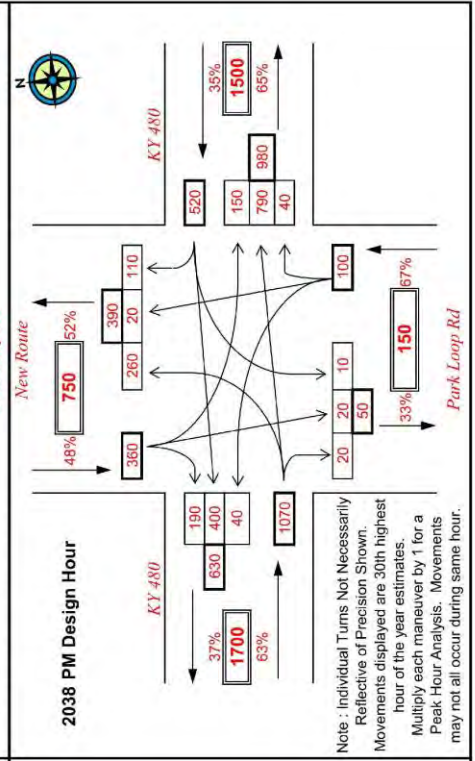 N
New Route
2038 PM Design Hour
48%
750
52%
360
390
260
20
110
KY 480
KY 480
37%
1700
63%
630
190
400
40
1070
520
150
790
40
980
35%
1500
65%
20
20
10
50
100
33%
150
67%
Park Loop Rd
Note : Individual Turns Not Necessarily
Reflective of Precision Shown.
Movements displayed are 30th highest
hour of the year estimates.
Multiply each maneuver by 1 for a
Peak Hour Analysis. Movements
may not all occur during same hour.